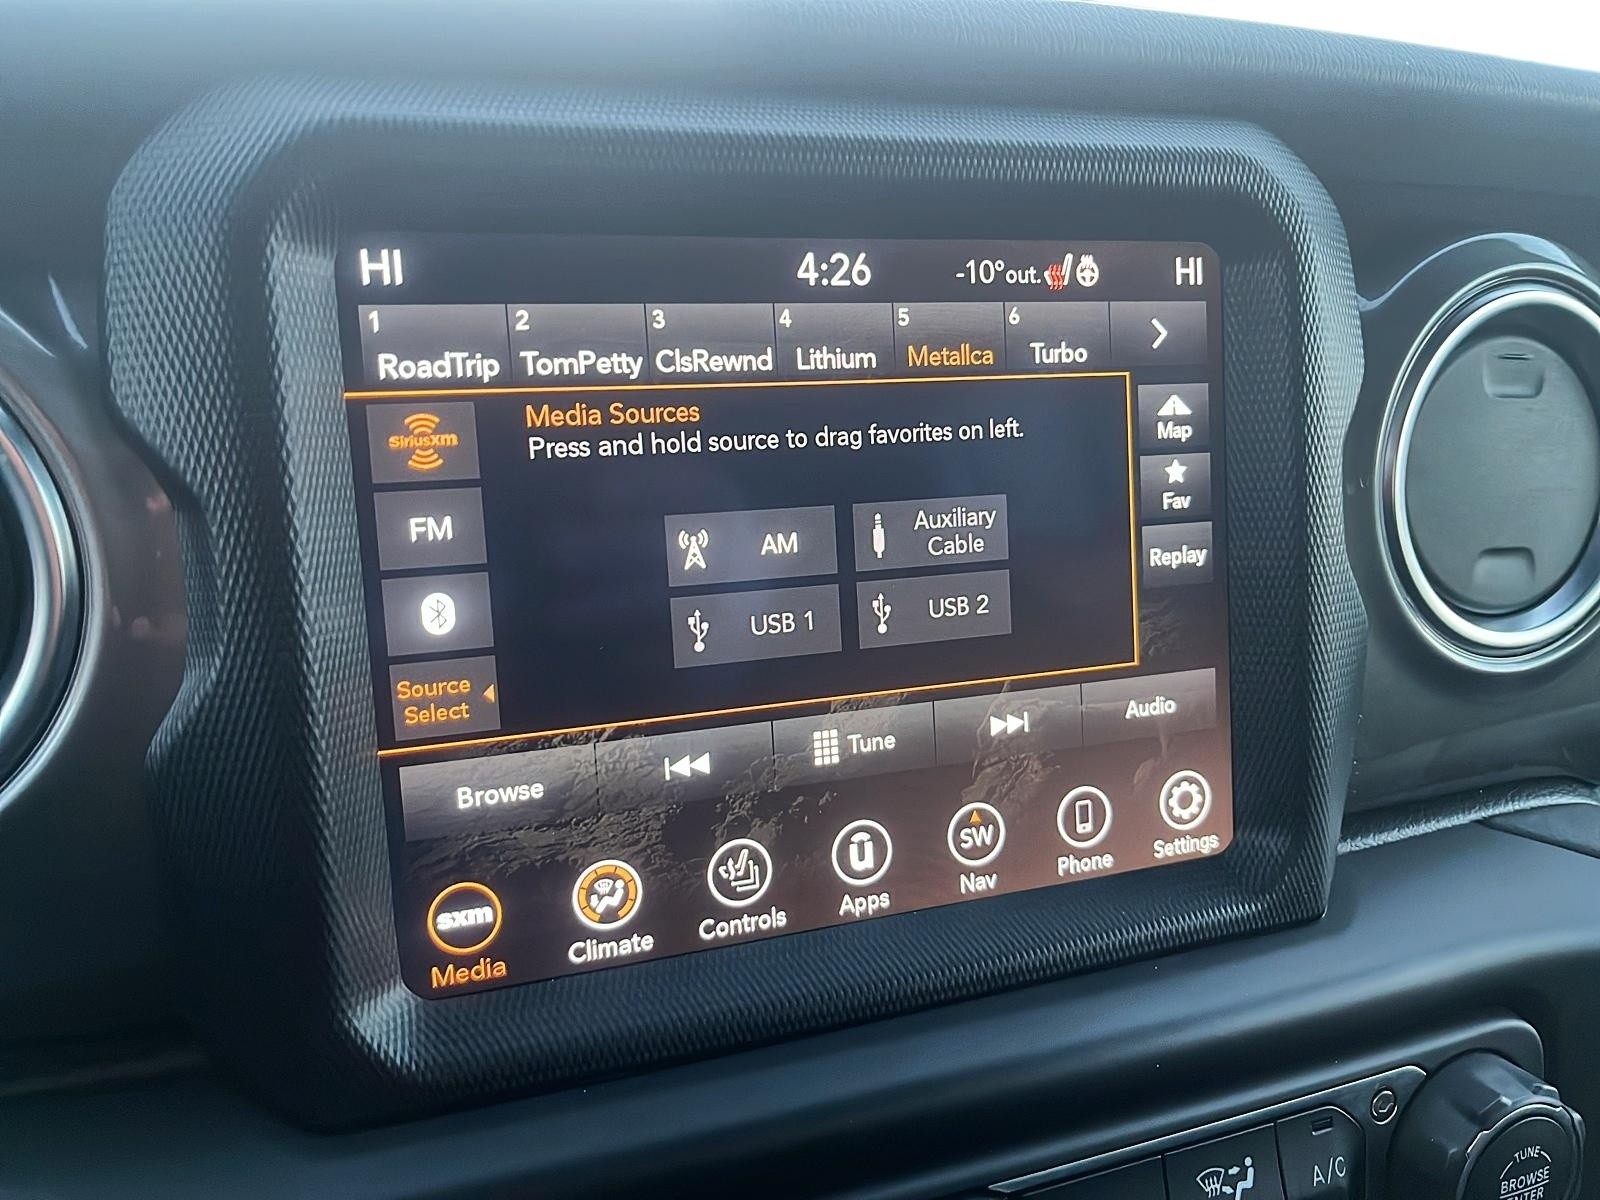 HI
4:26
-10° out.
HI
1
RoadTrip
2
TomPetty
3
ClsRewnd
4
Lithium
5
Metallca
6
Turbo
siriusxm
FM
Source
Select
Media Sources
Press and hold source to drag favorites on left.
AM
Auxiliary
Cable
USB 1
USB 2
Map
Fav
Replay
Browse
Tune
Audio
sxm
Media
Climate
Controls
u
Apps
SW
Nav
Phone
Settings
A/C
TUNE
BROWSE
ENTER